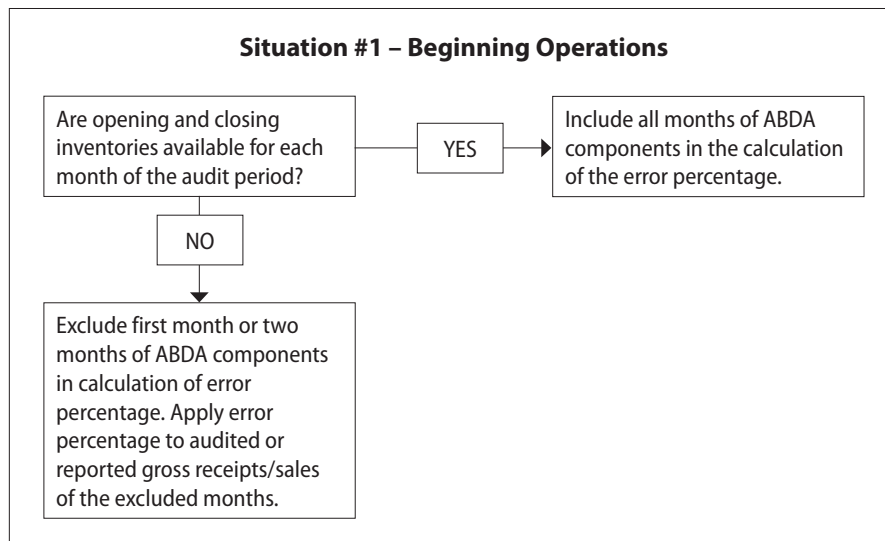 Situation #1 – Beginning Operations
Are opening and closing
inventories available for each
month of the audit period?
YES
Include all months of ABDA
components in the calculation
of the error percentage.
NO
Exclude first month or two
months of ABDA components
in calculation of error
percentage. Apply error
percentage to audited or
reported gross receipts/sales
of the excluded months.